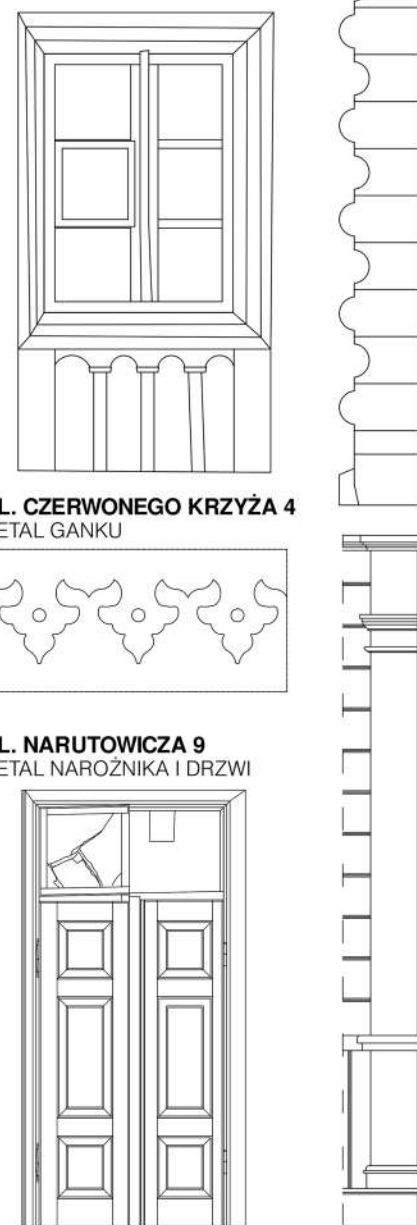 L. CZERWONEGO KRZYŻA 4
ETAL GANKU
L. NARUTOWICZA 9
ETAL NAROŻNIKA I DRZWI